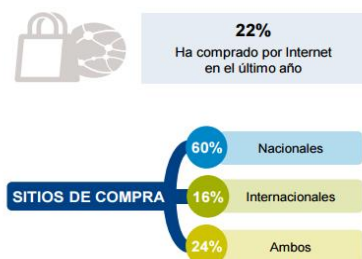 22%
Ha comprado por Internet
en el último año
SITIOS DE COMPRA
60%
Nacionales
16%
Internacionales
24%
Ambos